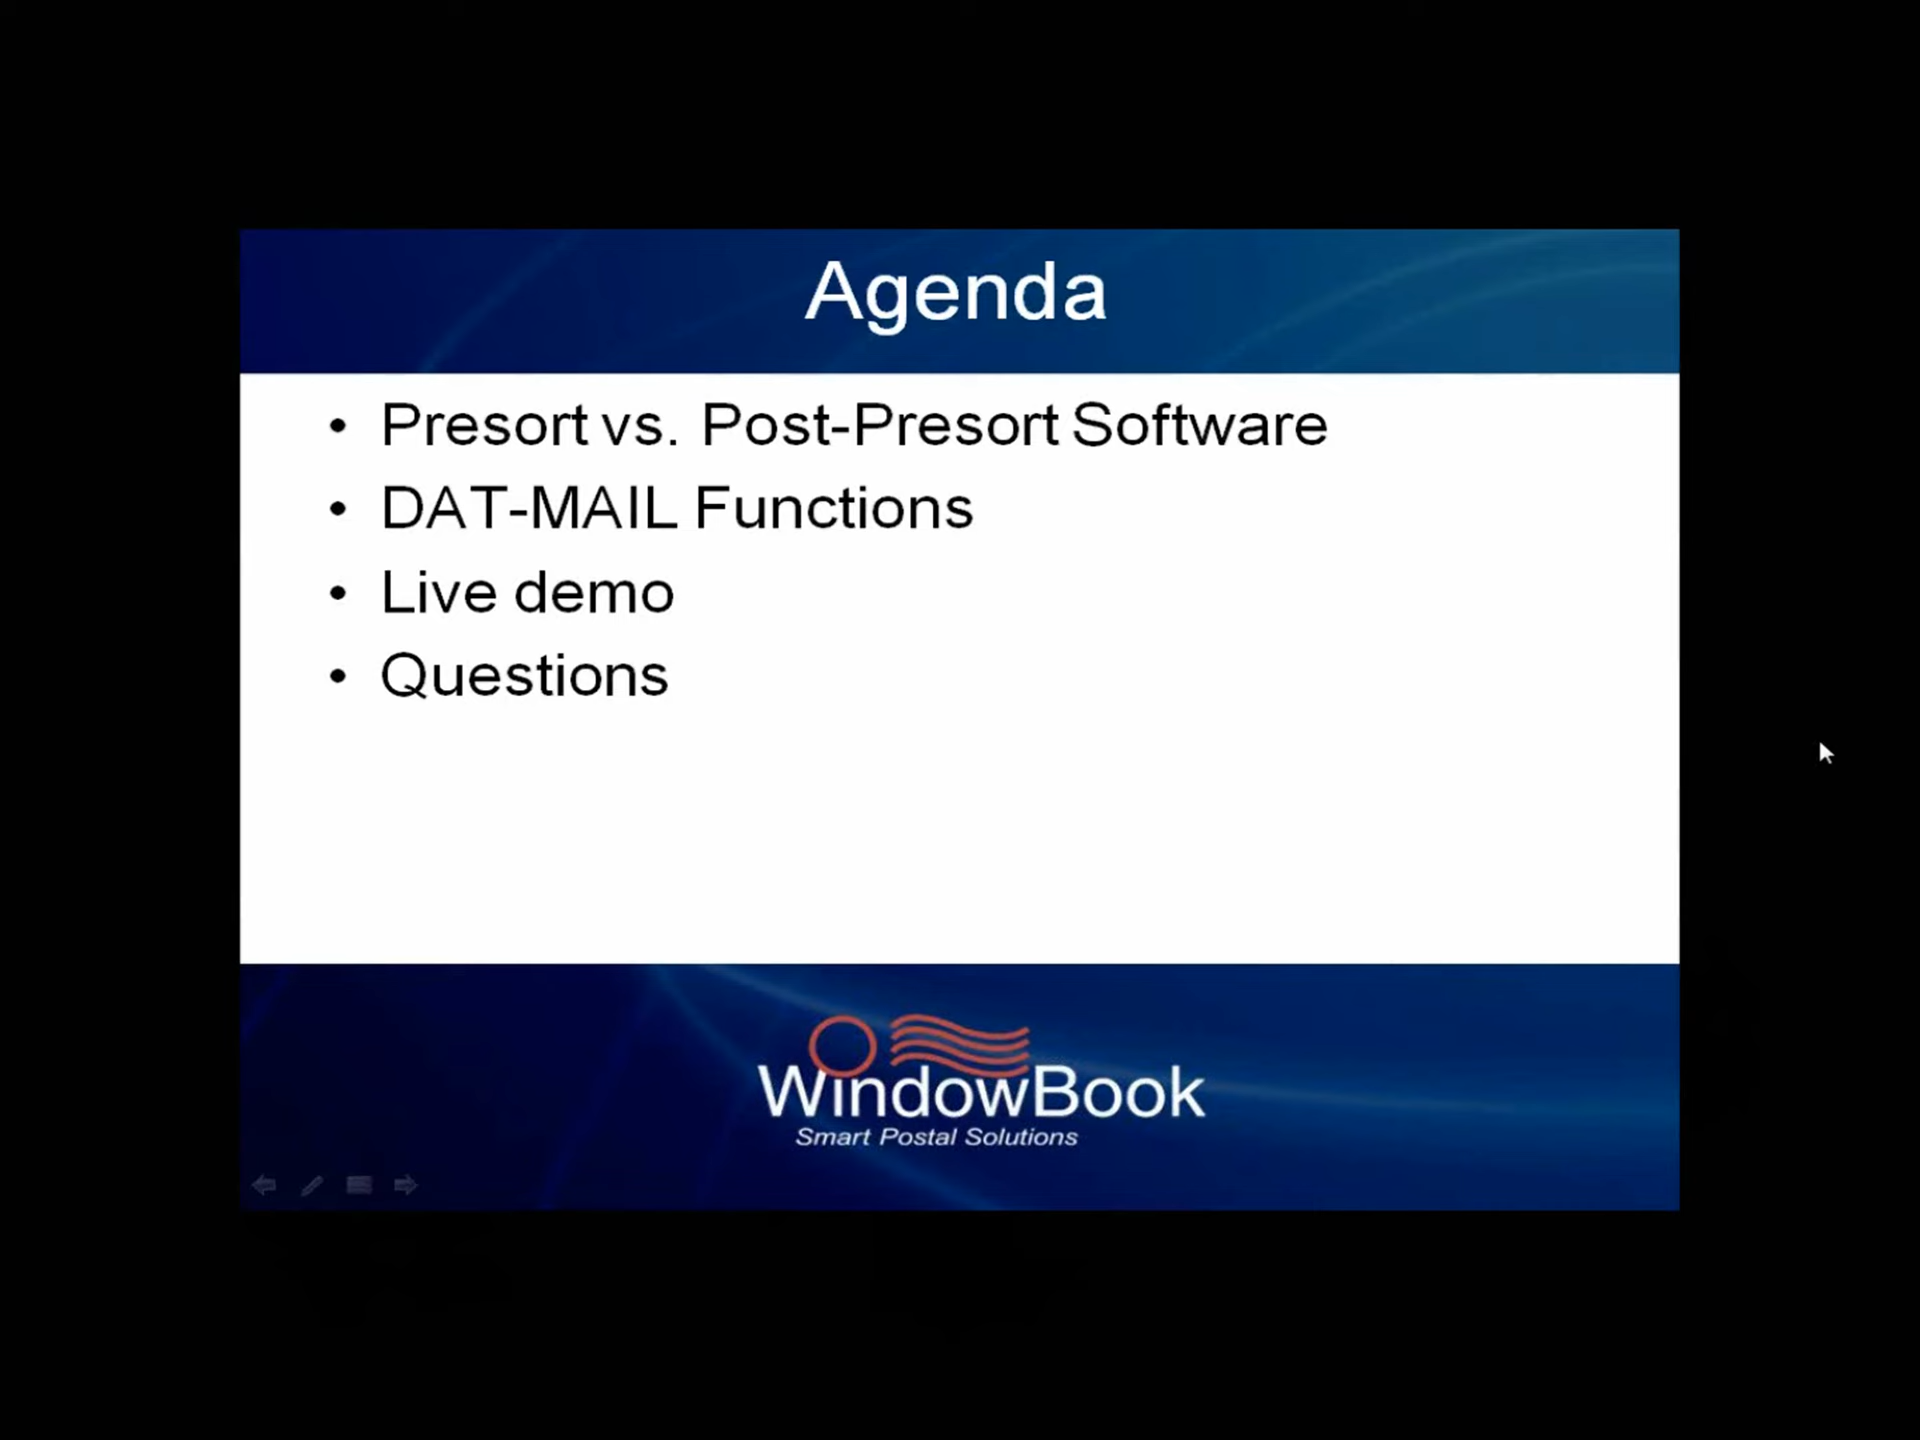 Agenda
• Presort vs. Post-Presort Software
• DAT-MAIL Functions
• Live demo
• Questions
WindowBook
Smart Postal Solutions